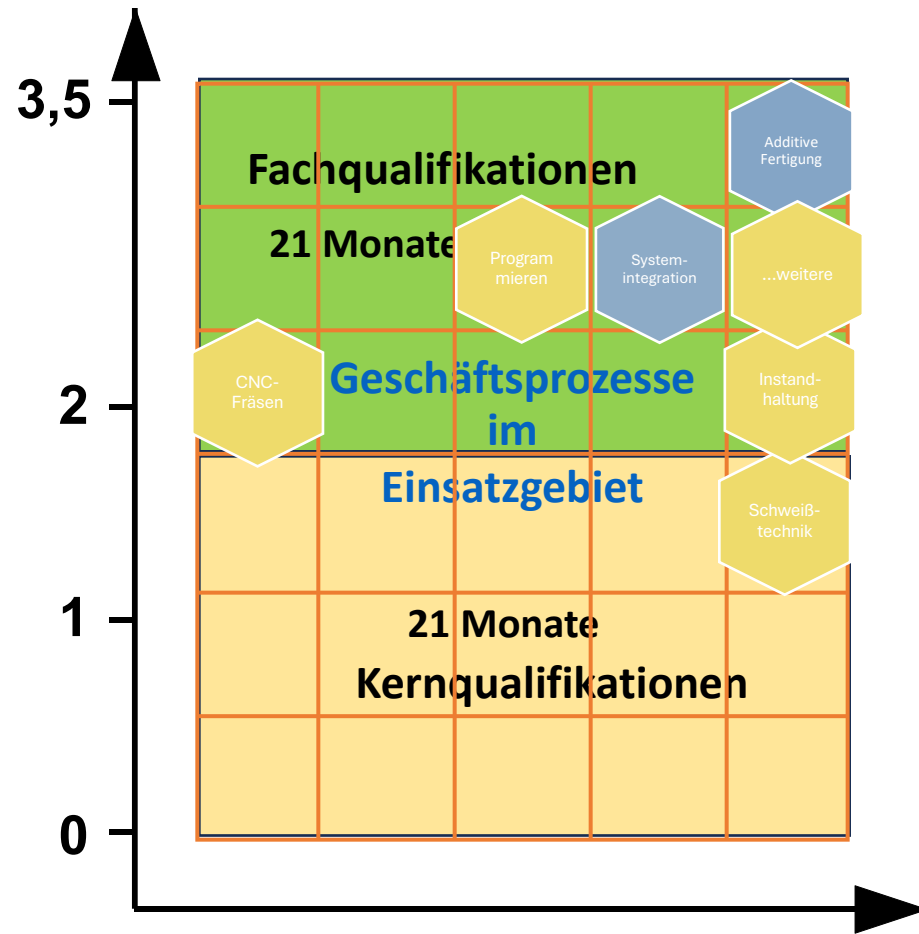 3,5
Additive
Fertigung
Fachqualifikationen
21 Monate
Program
mieren
System-
integration
...weitere
2
CNC-
Fräsen
Geschäftsprozesse
im
Einsatzgebiet
Instand-
haltung
Schweiß-
technik
1
21 Monate
Kernqualifikationen
0